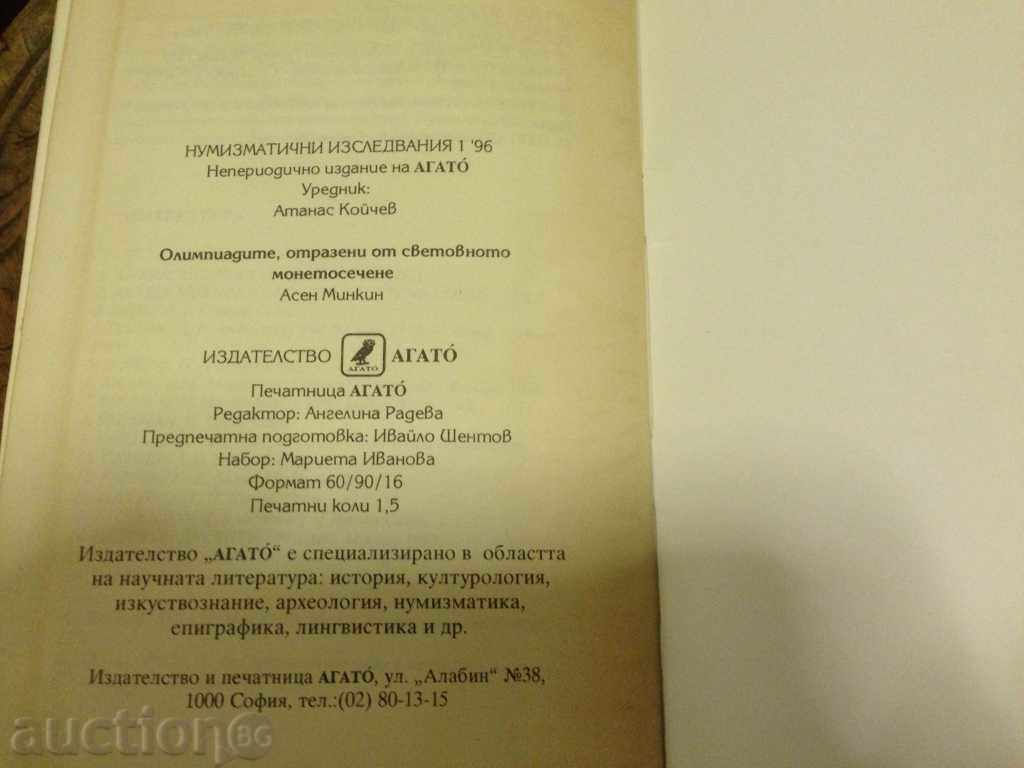 НУМИЗМАТИЧНИ ИЗСЛЕДВАНИЯ 1 '96
Непериодично издание на АГАТО́
Уредник:
Атанас Койчев
Олимпиадите, отразени от световното
монетосечене
Асен Минкин
ИЗДАТЕЛСТВО АГАТО АГАТО́
Печатница АГАТО́
Редактор: Ангелина Радева
Предпечатна подготовка: Ивайло Шентов
Набор: Мариета Иванова
Формат 60/90/16
Печатни коли 1,5
Издателство „АГАТО́“ е специализирано в областта
на научната литература: история, културология,
изкуствознание, археология, нумизматика,
епиграфика, лингвистика и др.
Издателство и печатница АГАТО́, ул. „Алабин“ №38,
1000 София, тел.:(02) 80-13-15
auction BG